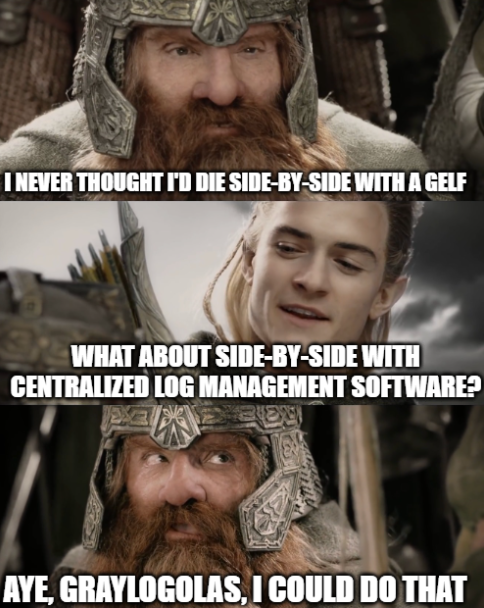 I NEVER THOUGHT I'D DIE SIDE-BY-SIDE WITH A GELF
WHAT ABOUT SIDE-BY-SIDE WITH
CENTRALIZED LOG MANAGEMENT SOFTWARE?
AYE, GRAYLOGOLAS, I COULD DO THAT